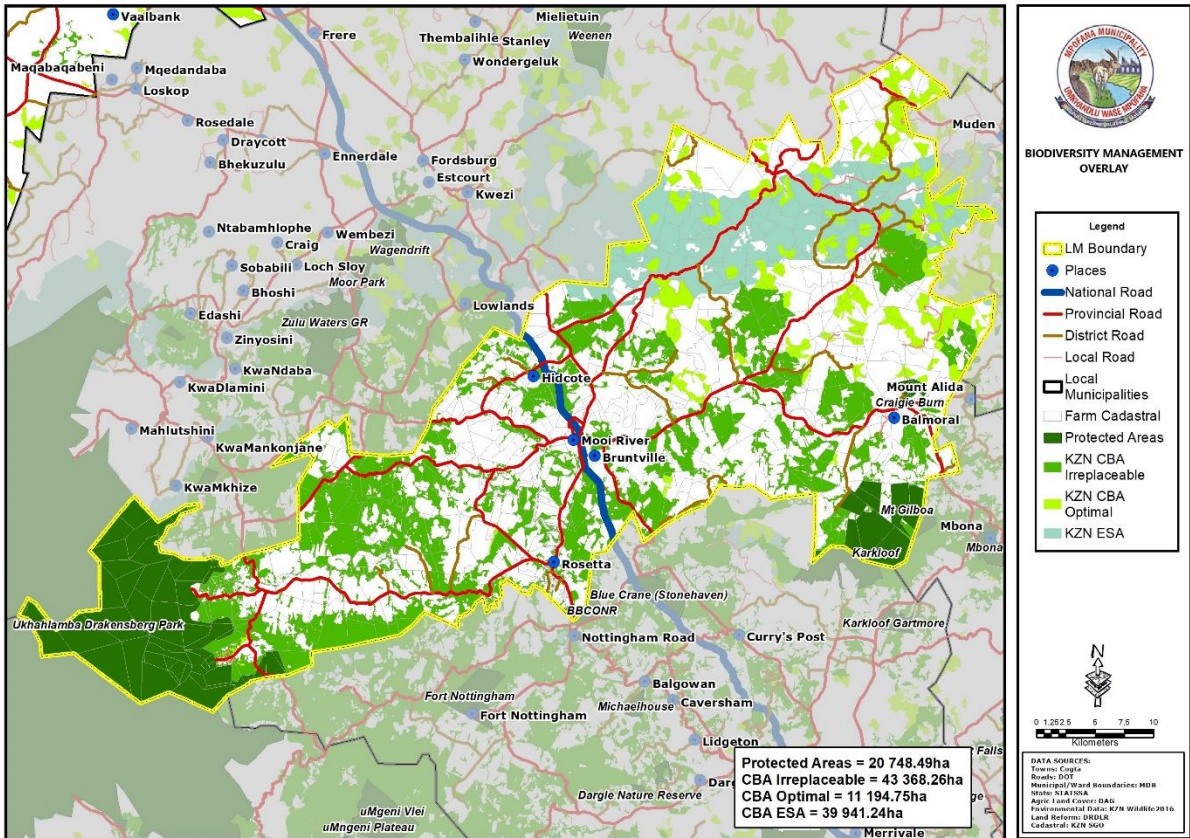 Vaalbank
Maqabaqabeni
Mqedandaba
Loskop
Rosedale
Draycott
Bhekuzulu
Frere
Ennerdale
Mielietuin
Thembalihle
Stanley
Weenen
Wondergeluk
Fordsburg
Estcourt
Kwezi
Ntabamhlophe
Craig
Wembezi
Wagendrift
Sobabili
Loch Sloy
Moor Park
Bhoshi
Edashi
Zulu Waters GR
Lowlands
Zinyosini
KwaNdaba
KwaDlamini
Mahlutshini
KwaMankonjane
KwaMkhize
Muden
Hidcote
Mooi River
Bruntville
Mount Alida
Craigie Burn
Balmoral
Mt Gilboa
Mbona
Mbona
Karkloof
Rosetta
Blue Crane (Stonehaven)
BBCONR
Ukhahlamba Drakensberg Park
Nottingham Road
Curry's Post
Karkloof Gartmore
Balgowan
Fort Nottingham
Michaelhouse
Caversham
Fort Nottingham
Lidgeton
t Falls
Darg
Dargle Nature Reserve
ge
uMgeni Vlei
uMngeni Plateau
Merrivale
Protected Areas = 20 748.49ha
CBA Irreplaceable = 43 368.26ha
CBA Optimal = 11 194.75ha
CBA ESA = 39 941.24ha
MPOFANA MUNICIPALITY
UMKHANDLU WASE MPOFANA
BIODIVERSITY MANAGEMENT
OVERLAY
Legend
LM Boundary
Places
National Road
Provincial Road
District Road
Local Road
Local
Municipalities
Farm Cadastral
Protected Areas
KZN CBA
Irreplaceable
KZN CBA
Optimal
KZN ESA
N
0 1,252,5 5 7,5 10
Kilometers
DATA SOURCES:
Towns: Cogta
Roads: DOT
Municipal/Ward Boundaries: MDB
Stats: STATSSA
Agric Land Cover: DAG
Environmental Data: KZN Wildlife2016
Land Reform: DRDLR
Cadastral: KZN SGO